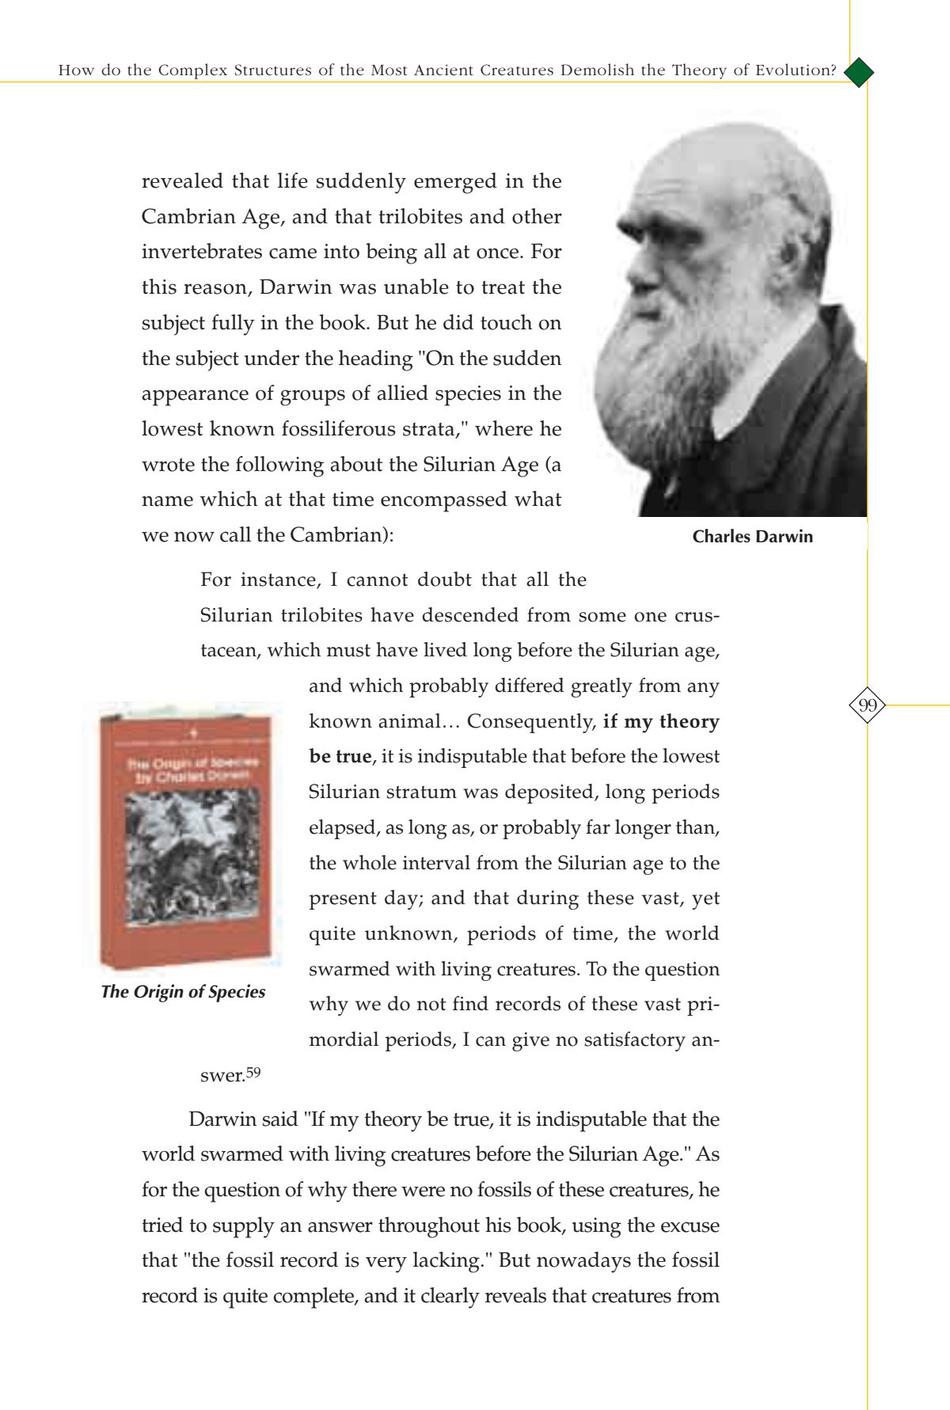 How do the Complex Structures of the Most Ancient Creatures Demolish the Theory of Evolution?
revealed that life suddenly emerged in the
Cambrian Age, and that trilobites and other
invertebrates came into being all at once. For
this reason, Darwin was unable to treat the
subject fully in the book. But he did touch on
the subject under the heading "On the sudden
appearance of groups of allied species in the
lowest known fossiliferous strata," where he
wrote the following about the Silurian Age (a
name which at that time encompassed what
we now call the Cambrian):
Charles Darwin
For instance, I cannot doubt that all the
Silurian trilobites have descended from some one crus-
tacean, which must have lived long before the Silurian age,
and which probably differed greatly from any
known animal… Consequently, if my theory
be true, it is indisputable that before the lowest
Silurian stratum was deposited, long periods
elapsed, as long as, or probably far longer than,
the whole interval from the Silurian age to the
present day; and that during these vast, yet
quite unknown, periods of time, the world
swarmed with living creatures. To the question
why we do not find records of these vast pri-
mordial periods, I can give no satisfactory an-
swer.59
99
The Origin of Species
by Charles Darwin
The Origin of Species
Darwin said "If my theory be true, it is indisputable that the
world swarmed with living creatures before the Silurian Age." As
for the question of why there were no fossils of these creatures, he
tried to supply an answer throughout his book, using the excuse
that "the fossil record is very lacking." But nowadays the fossil
record is quite complete, and it clearly reveals that creatures from